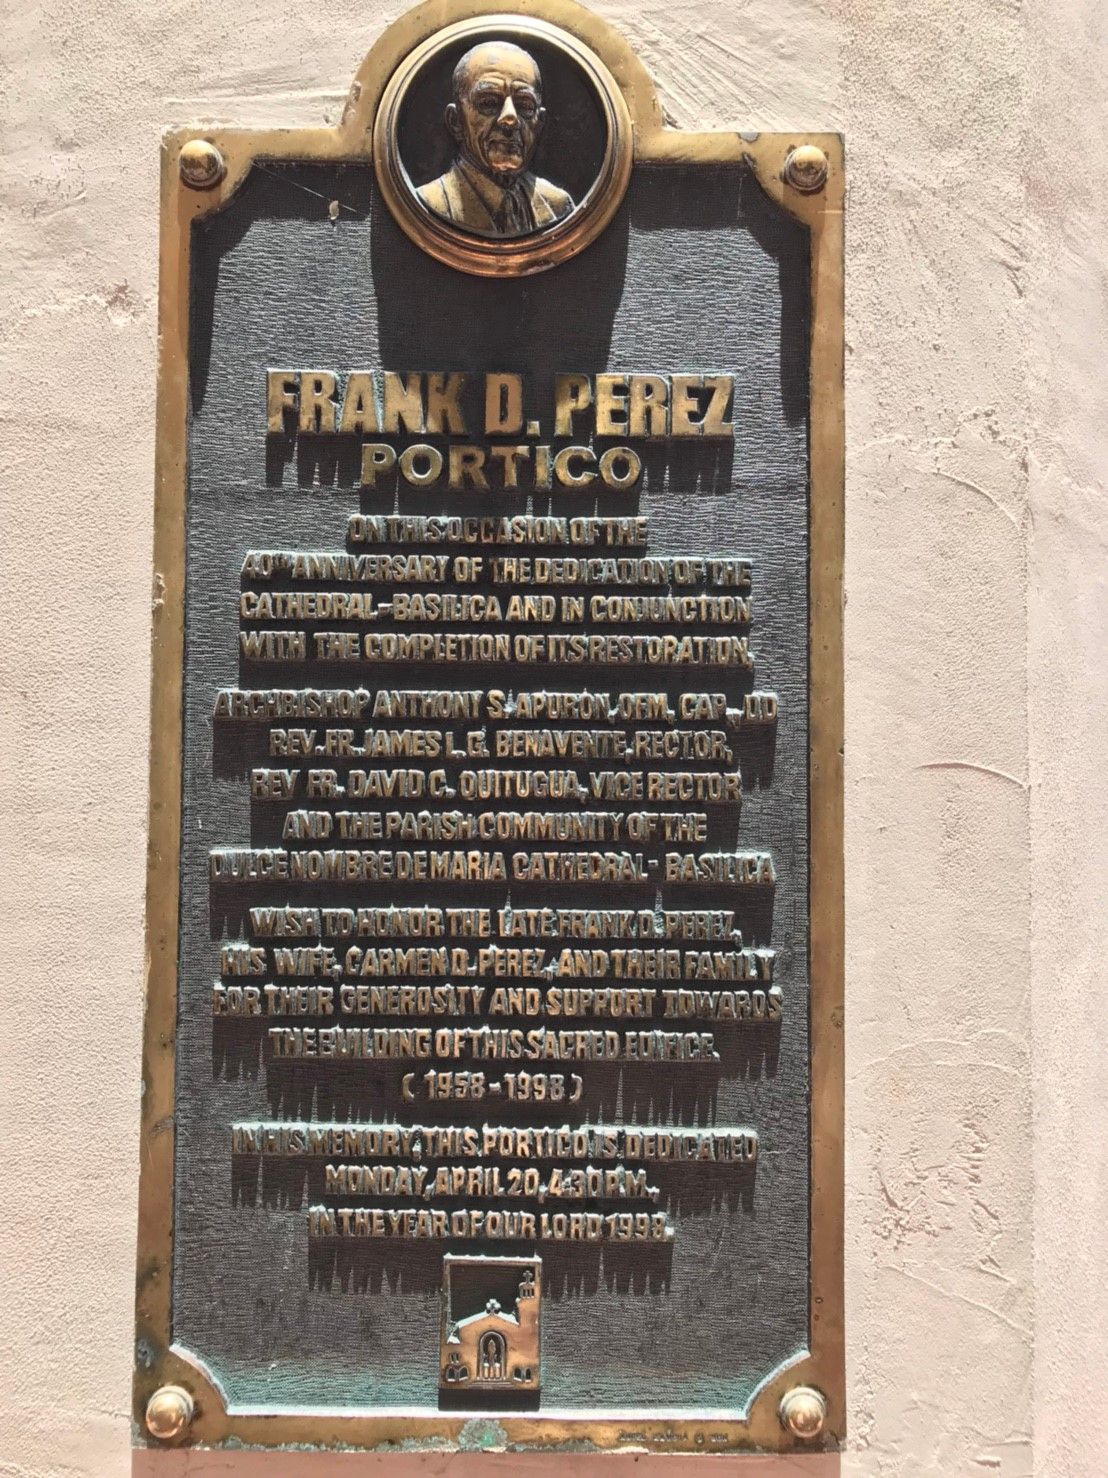 FRANK D. PEREZ
PORTICO
ON THIS OCCASION OF THE
40TH ANNIVERSARY OF THE DEDICATION OF THE
CATHEDRAL-BASILICA AND IN CONJUNCTION
WITH THE COMPLETION OF ITS RESTORATION,
ARCHBISHOP ANTHONY S. APURON, OFM, CAP., DD
REV. FR. JAMES L.G. BENAVENTE, RECTOR,
REV FR. DAVID C. QUITUGUA, VICE RECTOR
AND THE PARISH COMMUNITY OF THE
DULCE NOMBRE DE MARIA CATHEDRAL-BASILICA
WISH TO HONOR THE LATE FRANK D. PEREZ,
HIS WIFE, CARMEN D. PEREZ, AND THEIR FAMILY
FOR THEIR GENEROSITY AND SUPPORT TOWARDS
THE BUILDING OF THIS SACRED EDIFICE.
(1958-1998)
IN HIS MEMORY, THIS PORTICO IS DEDICATED
MONDAY, APRIL 20, 4:30 P.M.,
IN THE YEAR OF OUR LORD 1998.